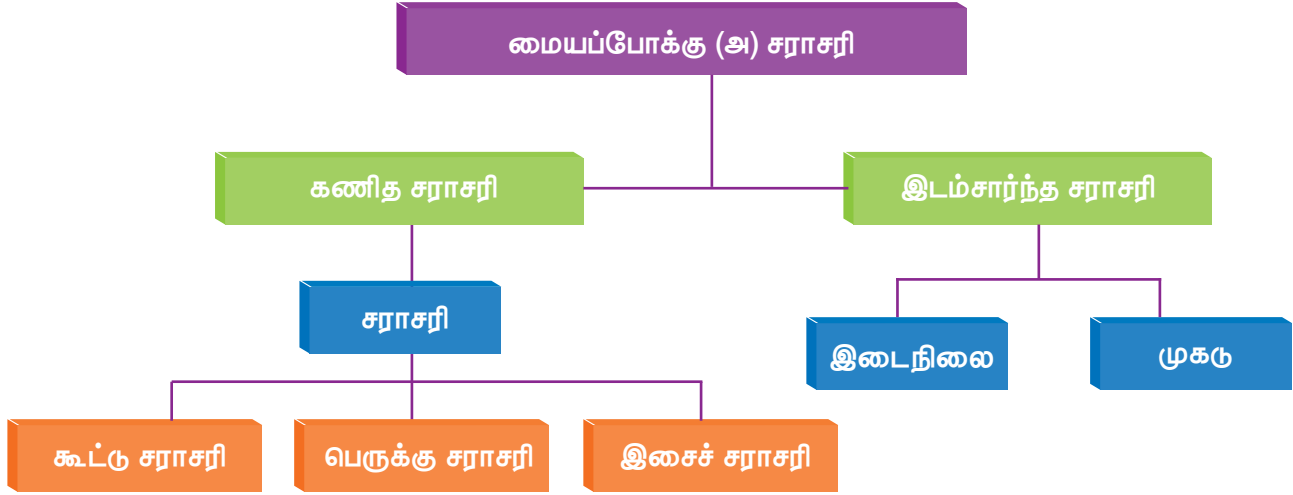 மையப்போக்கு (அ) சராசரி
கணித சராசரி
இடம்சார்ந்த சராசரி
சராசரி
இடைநிலை
முகடு
கூட்டு சராசரி
பெருக்கு சராசரி
இசைச் சராசரி